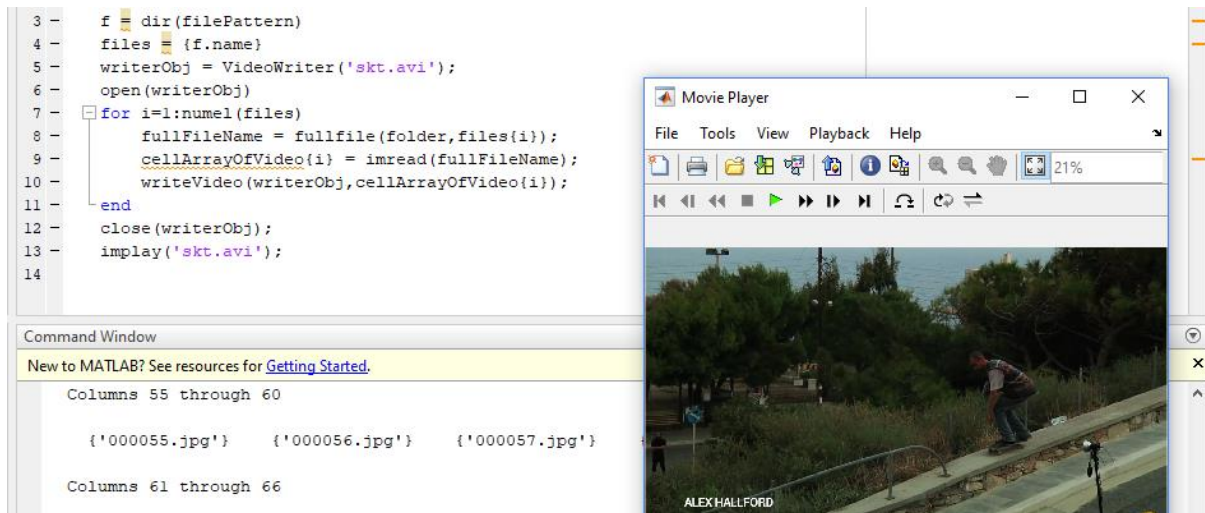 3 - f = dir(filePattern)
4 - files = {f.name}
5 - writerObj = VideoWriter('skt.avi');
6 - open(writerObj)
7 - for i=1:numel(files)
8 - fullFileName = fullfile(folder,files{i});
9 - cellArrayOfVideo{i} = imread(fullFileName);
10 - writeVideo(writerObj,cellArrayOfVideo{i});
11 - end
12 - close(writerObj);
13 - implay('skt.avi');
14
Movie Player
File Tools View Playback Help
21%
ALEX HALLFORD
Command Window
New to MATLAB? See resources for Getting Started.
Columns 55 through 60
{'000055.jpg'} {'000056.jpg'} {'000057.jpg'}
Columns 61 through 66